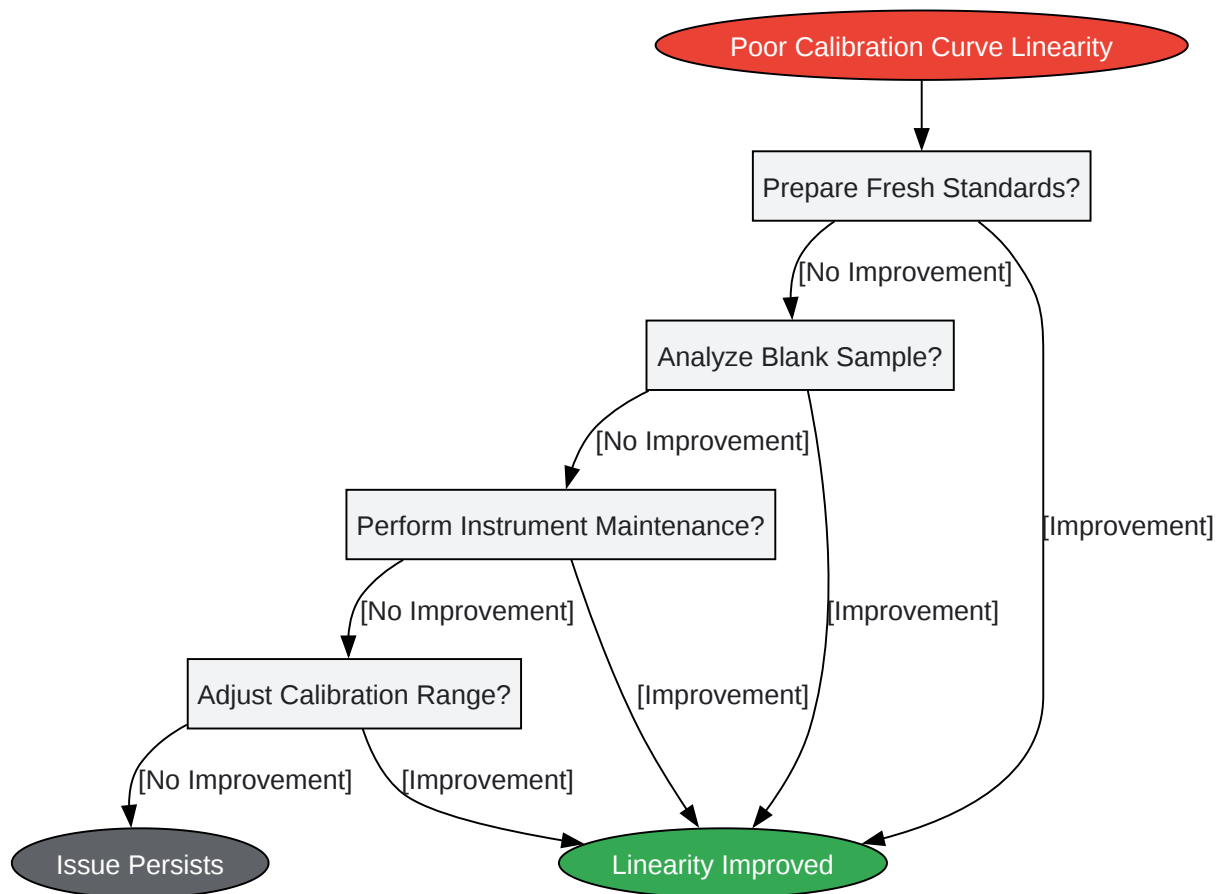 Poor Calibration Curve Linearity
Prepare Fresh Standards?
[No Improvement]
Analyze Blank Sample?
[No Improvement]
Perform Instrument Maintenance?
[Improvement]
[No Improvement]
[Improvement]
Adjust Calibration Range?
[Improvement]
[No Improvement]
[Improvement]
Issue Persists
Linearity Improved